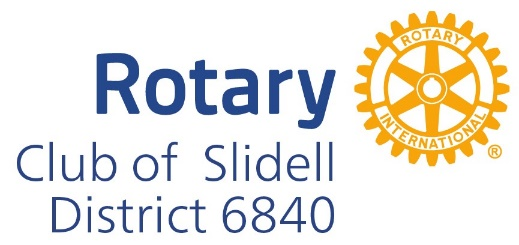 Rotary
Club of Slidell
District 6840
ROTARY
INTERNATIONAL
®